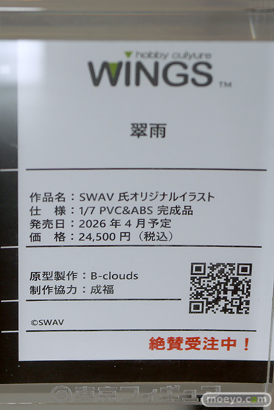 hobby culyure
WINGS™
翠雨
作品名：SWAV 氏オリジナルイラスト
仕　様：1/7 PVC&ABS 完成品
発売日：2026 年 4 月予定
価　格：24,500 円（税込）
原型製作：B-clouds
制作協力：成福
©SWAV
絶賛受注中！
moeyo.com